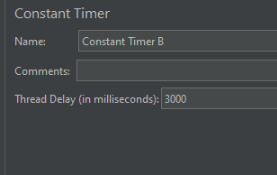 Constant Timer
Name: Constant Timer B
Comments:
Thread Delay (in milliseconds): 3000